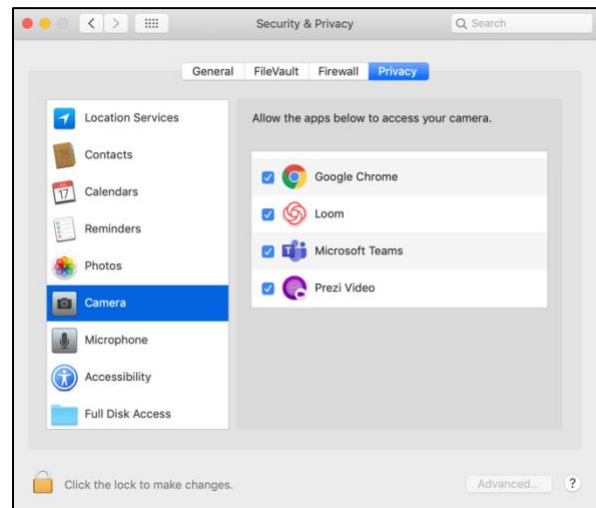 Security & Privacy
Search
General FileVault Firewall Privacy
Location Services
Contacts
17
Calendars
Reminders
Photos
Camera
Microphone
Accessibility
Full Disk Access
Allow the apps below to access your camera.
Google Chrome
Loom
Microsoft Teams
Prezi Video
Click the lock to make changes.
Advanced...
?